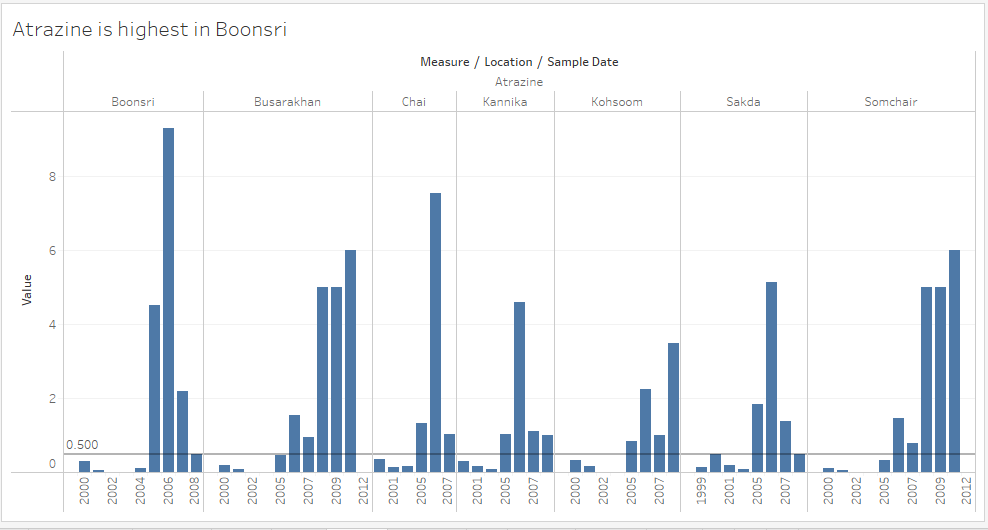 Atrazine is highest in Boonsri
Measure / Location / Sample Date
Atrazine
Boonsri Busarakhan Chai Kannika Kohsoom Sakda Somchair
8
6
Value
4
2
0.500
0
2000 2002 2004 2006 2008 2000 2002 2005 2007 2009 2012 2001 2005 2007 2001 2005 2007 2000 2002 2005 2007 1999 2001 2005 2007 2000 2002 2005 2007 2009 2012